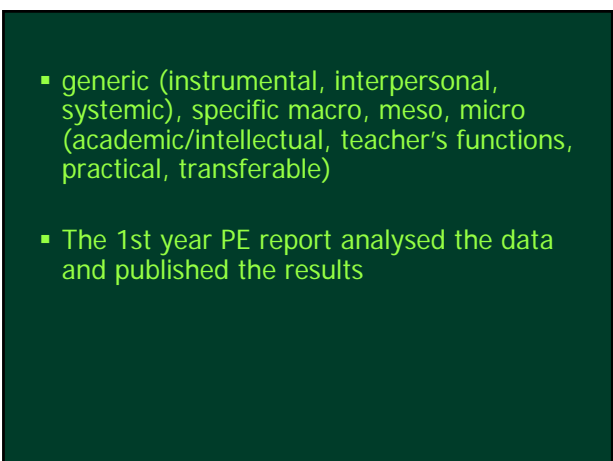 ▪ generic (instrumental, interpersonal,
systemic), specific macro, meso, micro
(academic/intellectual, teacher's functions,
practical, transferable)
▪ The 1st year PE report analysed the data
and published the results